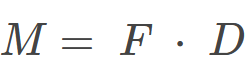 M = F · D